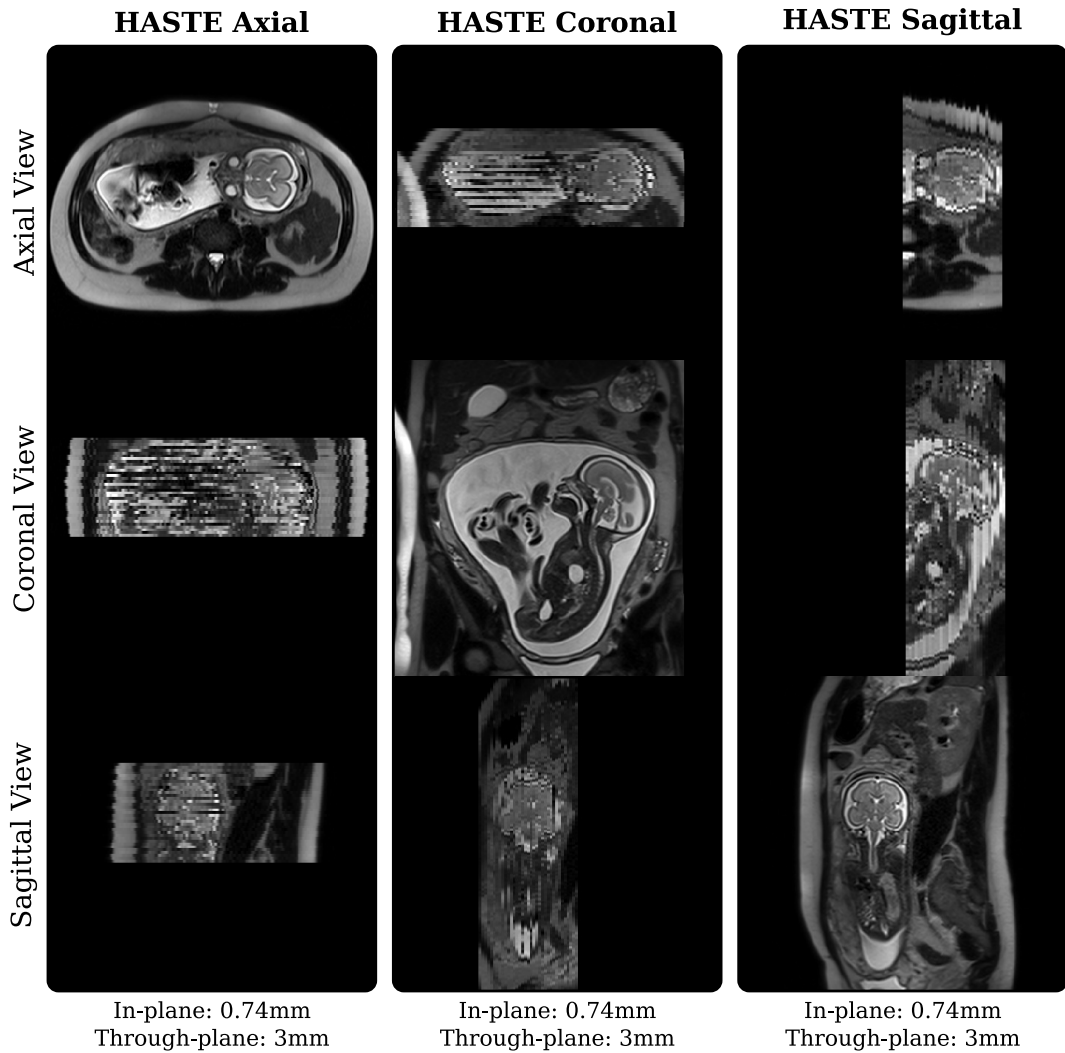 HASTE Axial
HASTE Coronal
HASTE Sagittal
Axial View
Coronal View
Sagittal View
In-plane: 0.74mm
Through-plane: 3mm
In-plane: 0.74mm
Through-plane: 3mm
In-plane: 0.74mm
Through-plane: 3mm